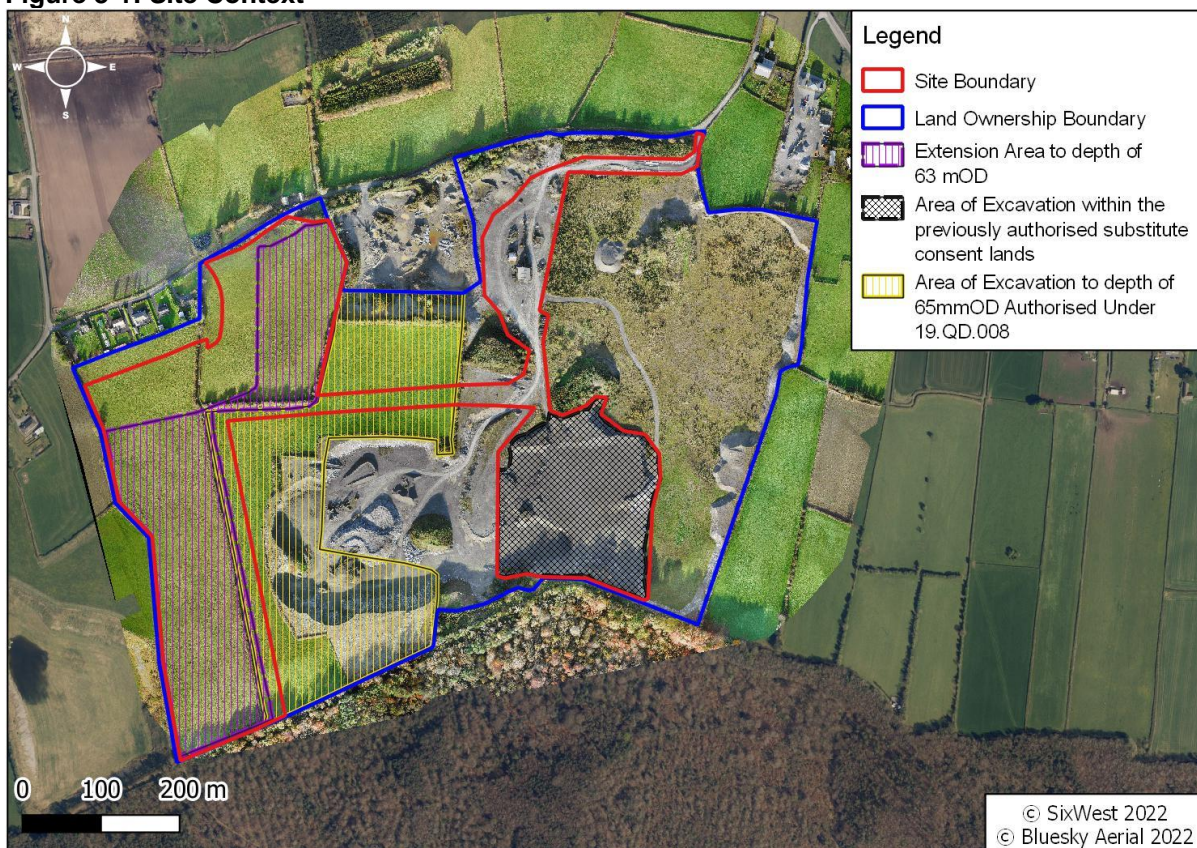 Figure 3-1: Site Context
N
W
E
S
Legend
Site Boundary
Land Ownership Boundary
Extension Area to depth of
63 mOD
Area of Excavation within the
previously authorised substitute
consent lands
Area of Excavation to depth of
65mmOD Authorised Under
19.QD.008
0 100 200 m
© SixWest 2022
© Bluesky Aerial 2022